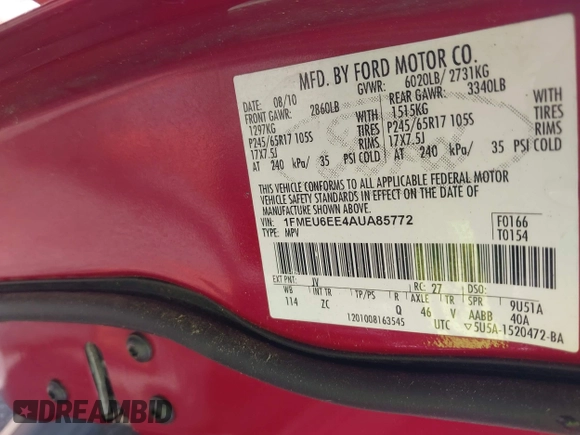 MFD. BY FORD MOTOR CO.
DATE: 08/10 GVWR: 6020LB/ 2731KG
FRONT GAWR: 2860LB REAR GAWR: 3340LB
1297KG WITH 1515KG WITH
P245/65R17 105S TIRES P245/65R17 105S TIRES
17X7.5J RIMS 17X7.5J RIMS
AT 240 kPa/ 35 PSI COLD AT 240 kPa/ 35 PSI COLD
THIS VEHICLE CONFORMS TO ALL APPLICABLE FEDERAL MOTOR
VEHICLE SAFETY STANDARDS IN EFFECT ON THE DATE OF
MANUFACTURE SHOWN ABOVE.
VIN: 1FMEU6EE4AUA85772 F0166
TYPE: MPV T0154
EXT PNT: JV RC: 27 DSO:
WB INT TR TP/PS R AXLE TR SPR 9U51A
114 ZC Q 46 V AABB 40A
1201008163545 UTC ▽5U5A-1520472-BA
Ford
DREAMBID